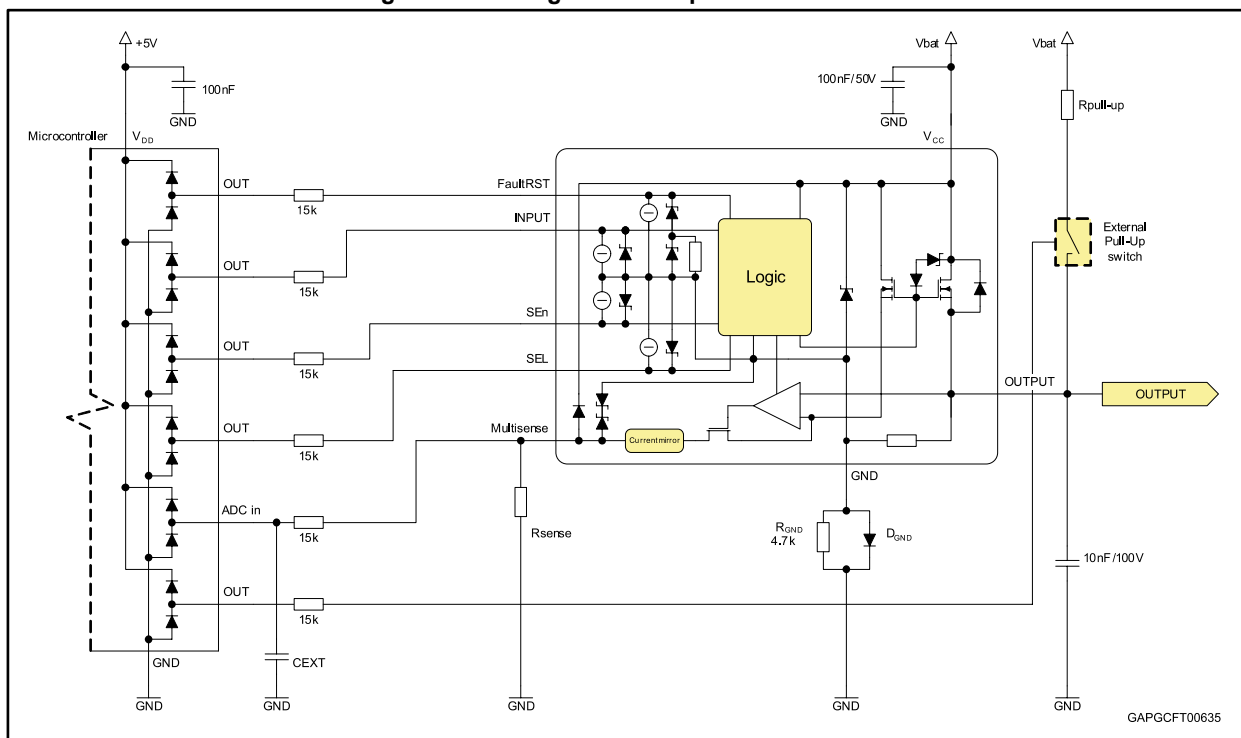 +5V
Vbat
Vbat
100nF
100nF/50V
GND
GND
Rpull-up
Microcontroller
VDD
VCC
OUT
15k
FaultRST
INPUT
OUT
15k
External
Pull-Up
switch
Logic
SEn
OUT
15k
SEL
OUTPUT
OUTPUT
OUT
15k
Multisense
Current mirror
GND
ADC in
15k
Rsense
RGND
4.7k
DGND
10nF/100V
OUT
15k
GND
CEXT
GND
GND
GND
GND
GND
GAPGCFT00635